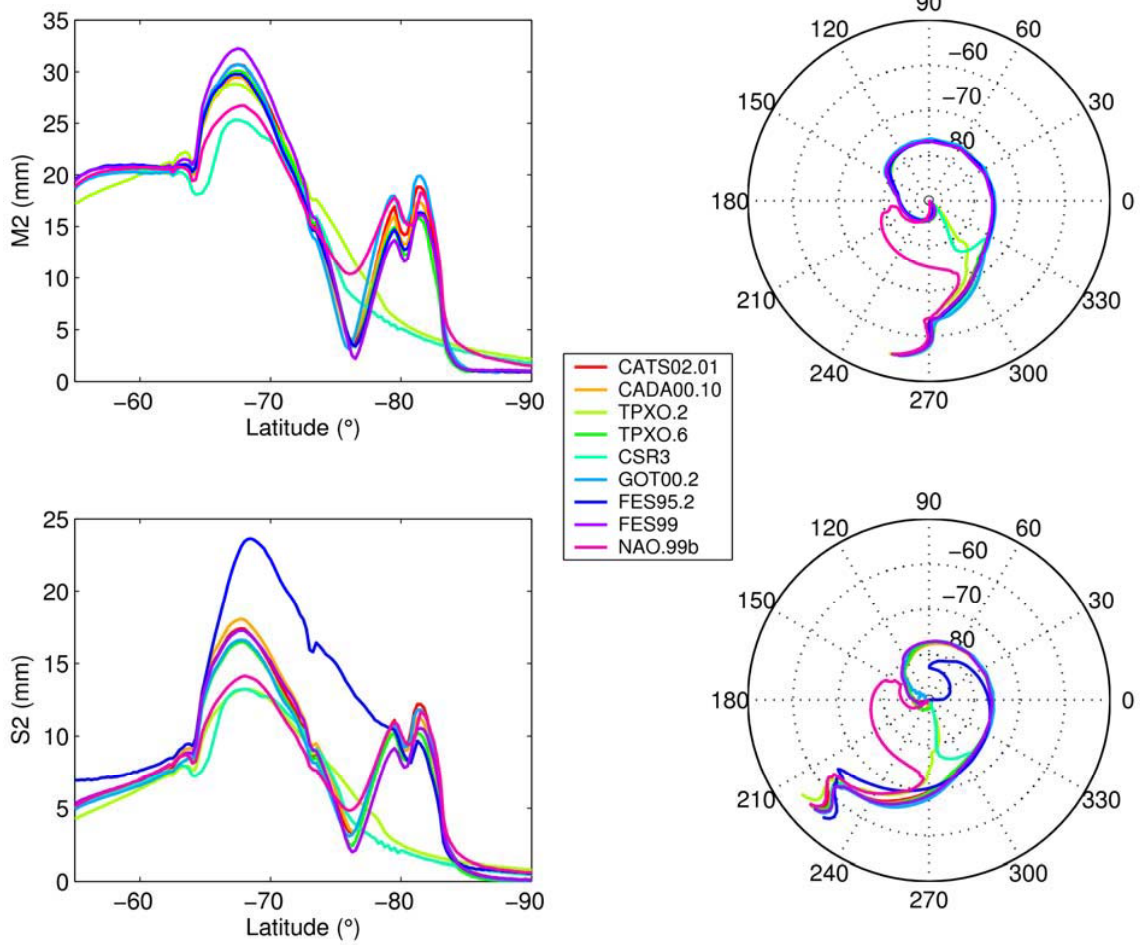 35
30
25
20
15
10
5
0
M2 (mm)
−60 −70 −80 −90
Latitude (°)
90
120 60
150 30
180 0
210 330
240 300
270
−60
−70
80
CATS02.01
CADA00.10
TPXO.2
TPXO.6
CSR3
GOT00.2
FES95.2
FES99
NAO.99b
25
20
15
10
5
0
S2 (mm)
−60 −70 −80 −90
Latitude (°)
90
120 60
150 30
180 0
210 330
240 300
270
−60
−70
80